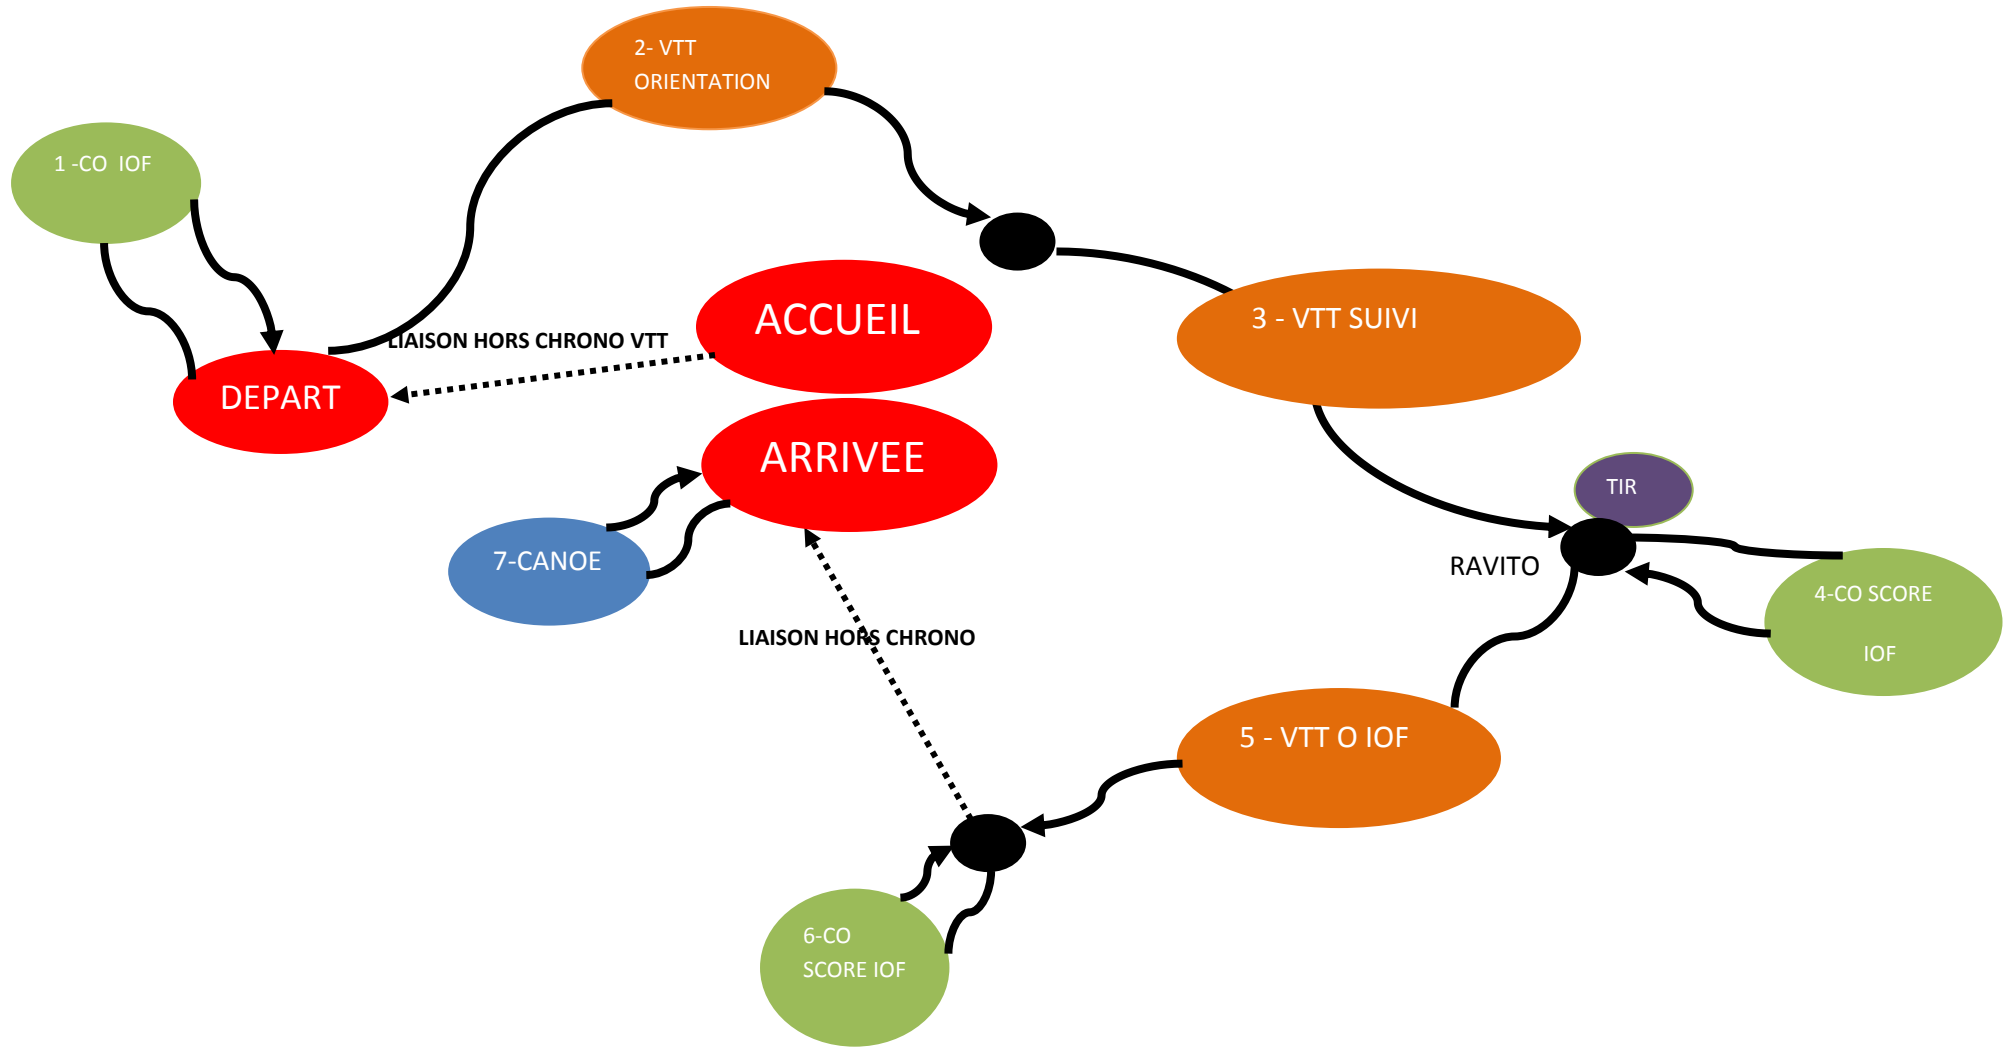 2- VTT
ORIENTATION
1 -CO  IOF
ACCUEIL
3 - VTT SUIVI
LIAISON HORS CHRONO VTT
DEPART
ARRIVEE
TIR
7-CANOE
RAVITO
4-CO SCORE
IOF
LIAISON HORS CHRONO
5 - VTT O IOF
6-CO
SCORE IOF